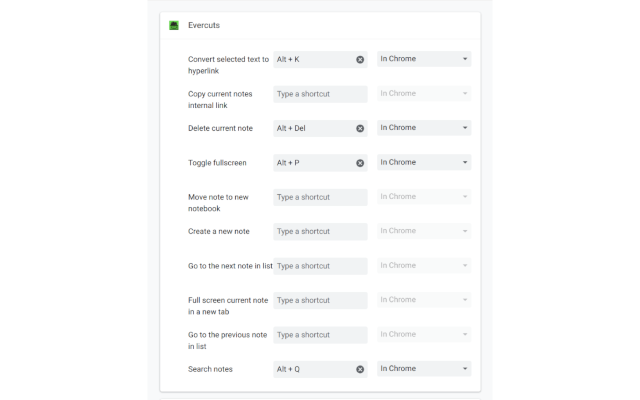 Evercuts
Convert selected text to Alt + K In Chrome
hyperlink
Copy current notes Type a shortcut In Chrome
internal link
Delete current note Alt + Del In Chrome
Toggle fullscreen Alt + P In Chrome
Move note to new Type a shortcut In Chrome
notebook
Create a new note Type a shortcut In Chrome
Go to the next note in list Type a shortcut In Chrome
Full screen current note Type a shortcut In Chrome
in a new tab
Go to the previous note Type a shortcut In Chrome
in list
Search notes Alt + Q In Chrome